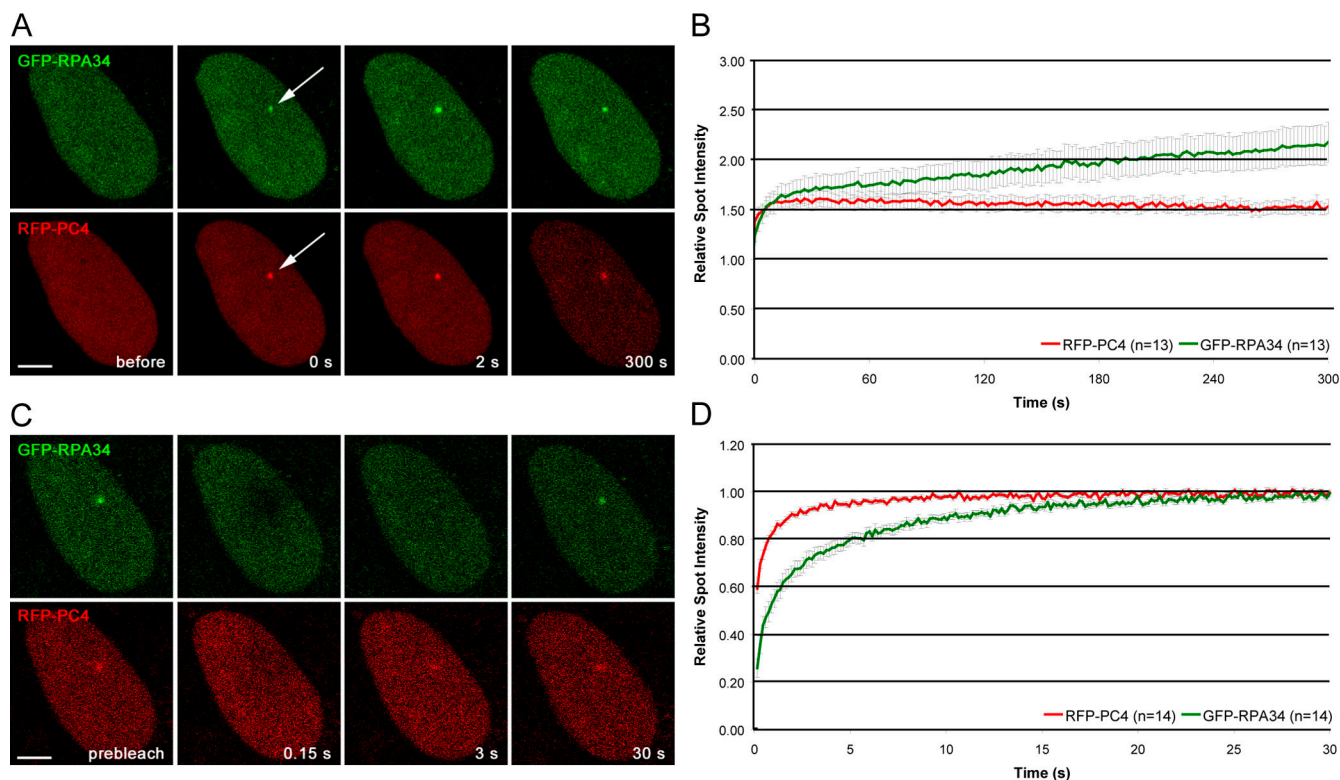 A
GFP-RPA34
RFP-PC4
before
0 s
2 s
300 s
B
3.00
2.50
2.00
1.50
1.00
0.50
0.00
Relative Spot Intensity
RFP-PC4 (n=13) GFP-RPA34 (n=13)
0 60 120 180 240 300
Time (s)
C
GFP-RPA34
RFP-PC4
prebleach
0.15 s
3 s
30 s
D
1.20
1.00
0.80
0.60
0.40
0.20
0.00
Relative Spot Intensity
RFP-PC4 (n=14) GFP-RPA34 (n=14)
0 5 10 15 20 25 30
Time (s)